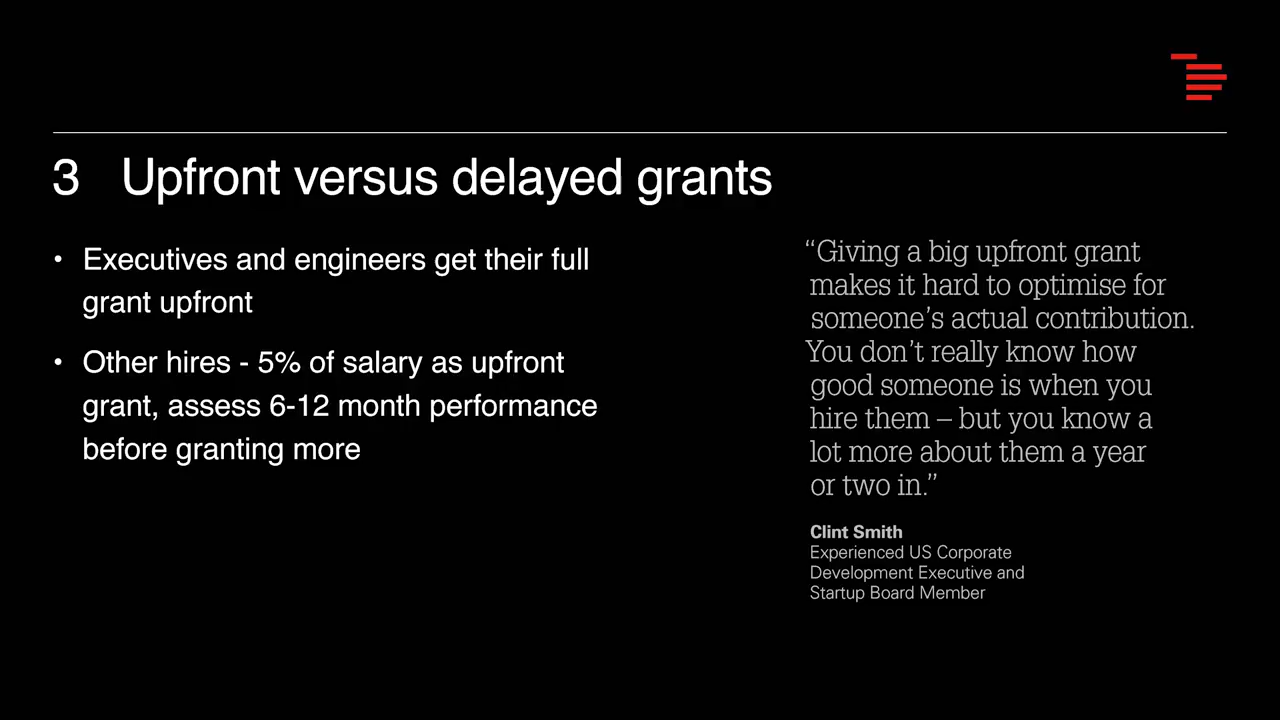 3 Upfront versus delayed grants
• Executives and engineers get their full
grant upfront
• Other hires - 5% of salary as upfront
grant, assess 6-12 month performance
before granting more
“Giving a big upfront grant
makes it hard to optimise for
someone’s actual contribution.
You don’t really know how
good someone is when you
hire them – but you know a
lot more about them a year
or two in.”
Clint Smith
Experienced US Corporate
Development Executive and
Startup Board Member